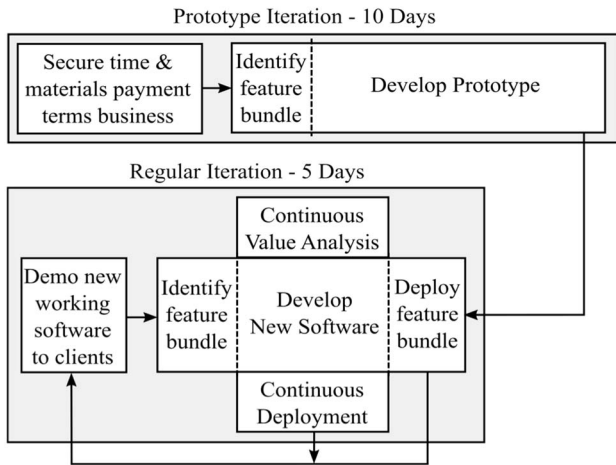 Prototype Iteration - 10 Days
Secure time &
materials payment
terms business
Identify
feature
bundle
Develop Prototype
Regular Iteration - 5 Days
Continuous
Value Analysis
Demo new
working
software
to clients
Identify
feature
bundle
Develop
New Software
Deploy
feature
bundle
Continuous
Deployment